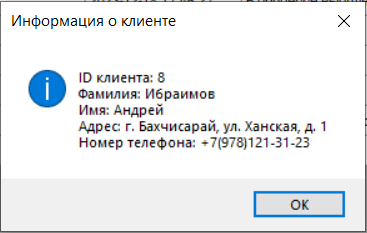 Информация о клиенте
ID клиента: 8
Фамилия: Ибраимов
Имя: Андрей
Адрес: г. Бахчисарай, ул. Ханская, д. 1
Номер телефона: +7(978)121-31-23
ОК